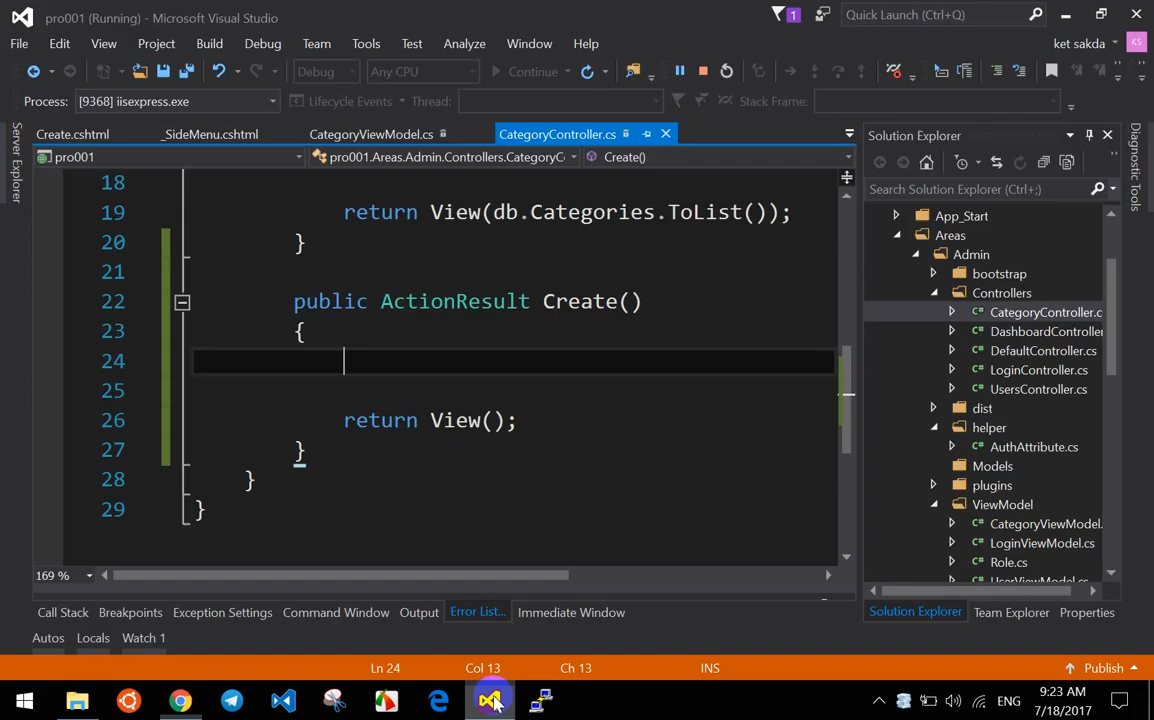 pro001 (Running) - Microsoft Visual Studio
1
Quick Launch (Ctrl+Q)
File Edit View Project Build Debug Team Tools Test Analyze Window Help
ket sakda KS
Debug Any CPU Continue
Process: [9368] iisexpress.exe Lifecycle Events Thread: Stack Frame:
Server Explorer
Create.cshtml _SideMenu.cshtml CategoryViewModel.cs CategoryController.cs
pro001 pro001.Areas.Admin.Controllers.CategoryC Create()
18
19 return View(db.Categories.ToList());
20 }
21
22 public ActionResult Create()
23 {
24
25
26 return View();
27 }
28 }
29 }
169 %
Solution Explorer
Search Solution Explorer (Ctrl+;)
App_Start
Areas
Admin
bootstrap
Controllers
CategoryController.c
DashboardController
DefaultController.cs
LoginController.cs
UsersController.cs
dist
helper
AuthAttribute.cs
Models
plugins
ViewModel
CategoryViewModel.
LoginViewModel.cs
Role.cs
UserViewModel.cs
Diagnostic Tools
Call Stack Breakpoints Exception Settings Command Window Output Error List... Immediate Window
Solution Explorer Team Explorer Properties
Autos Locals Watch 1
Ln 24 Col 13 Ch 13 INS Publish
ENG
9:23 AM
7/18/2017